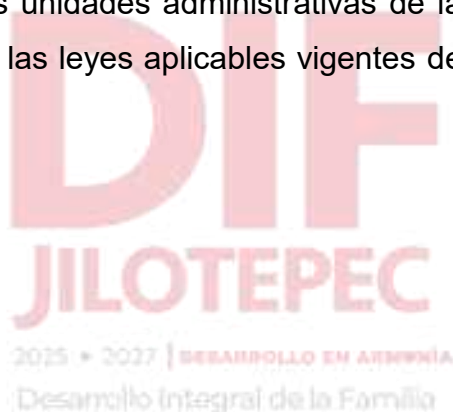 s unidades administrativas de la
las leyes aplicables vigentes de
DIF
JILOTEPEC
2025 • 2027 | DESARROLLO EN ARMONÍA
Desarrollo Integral de la Familia